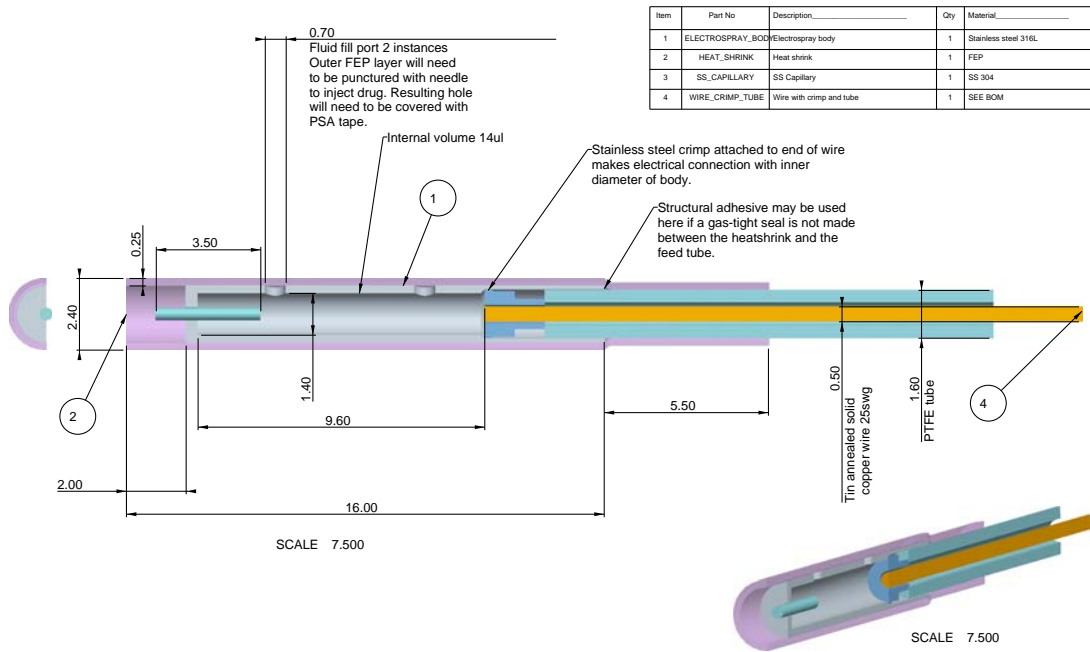 Item Part No Description Qty Material
1 ELECTROSPRAY_BODY Electrospray body 1 Stainless steel 316L
2 HEAT_SHRINK Heat shrink 1 FEP
3 SS_CAPILLARY SS Capillary 1 SS 304
4 WIRE_CRIMP_TUBE Wire with crimp and tube 1 SEE BOM
0.70
Fluid fill port 2 instances
Outer FEP layer will need
to be punctured with needle
to inject drug. Resulting hole
will need to be covered with
PSA tape.
Internal volume 14ul
Stainless steel crimp attached to end of wire
makes electrical connection with inner
diameter of body.
1
Structural adhesive may be used
here if a gas-tight seal is not made
between the heatshrink and the
feed tube.
0.25
3.50
2.40
1.40
2
9.60
5.50
0.50
Tin annealed solid
copper wire 25swg
1.60
PTFE tube
4
2.00
16.00
SCALE 7.500
SCALE 7.500